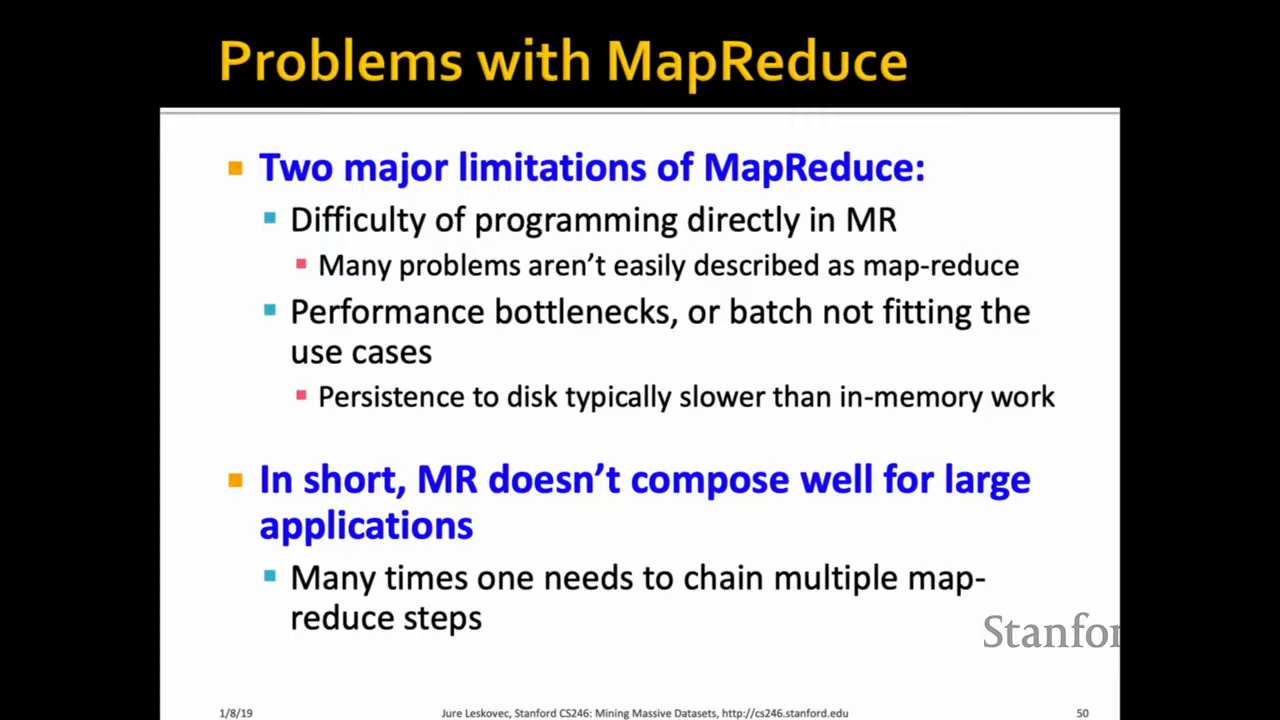 Problems with MapReduce
Two major limitations of MapReduce:
Difficulty of programming directly in MR
Many problems aren't easily described as map-reduce
Performance bottlenecks, or batch not fitting the
use cases
Persistence to disk typically slower than in-memory work
In short, MR doesn't compose well for large
applications
Many times one needs to chain multiple map-
reduce steps
Stanfor
1/8/19
Jure Leskovec, Stanford CS246: Mining Massive Datasets, http://cs246.stanford.edu
50